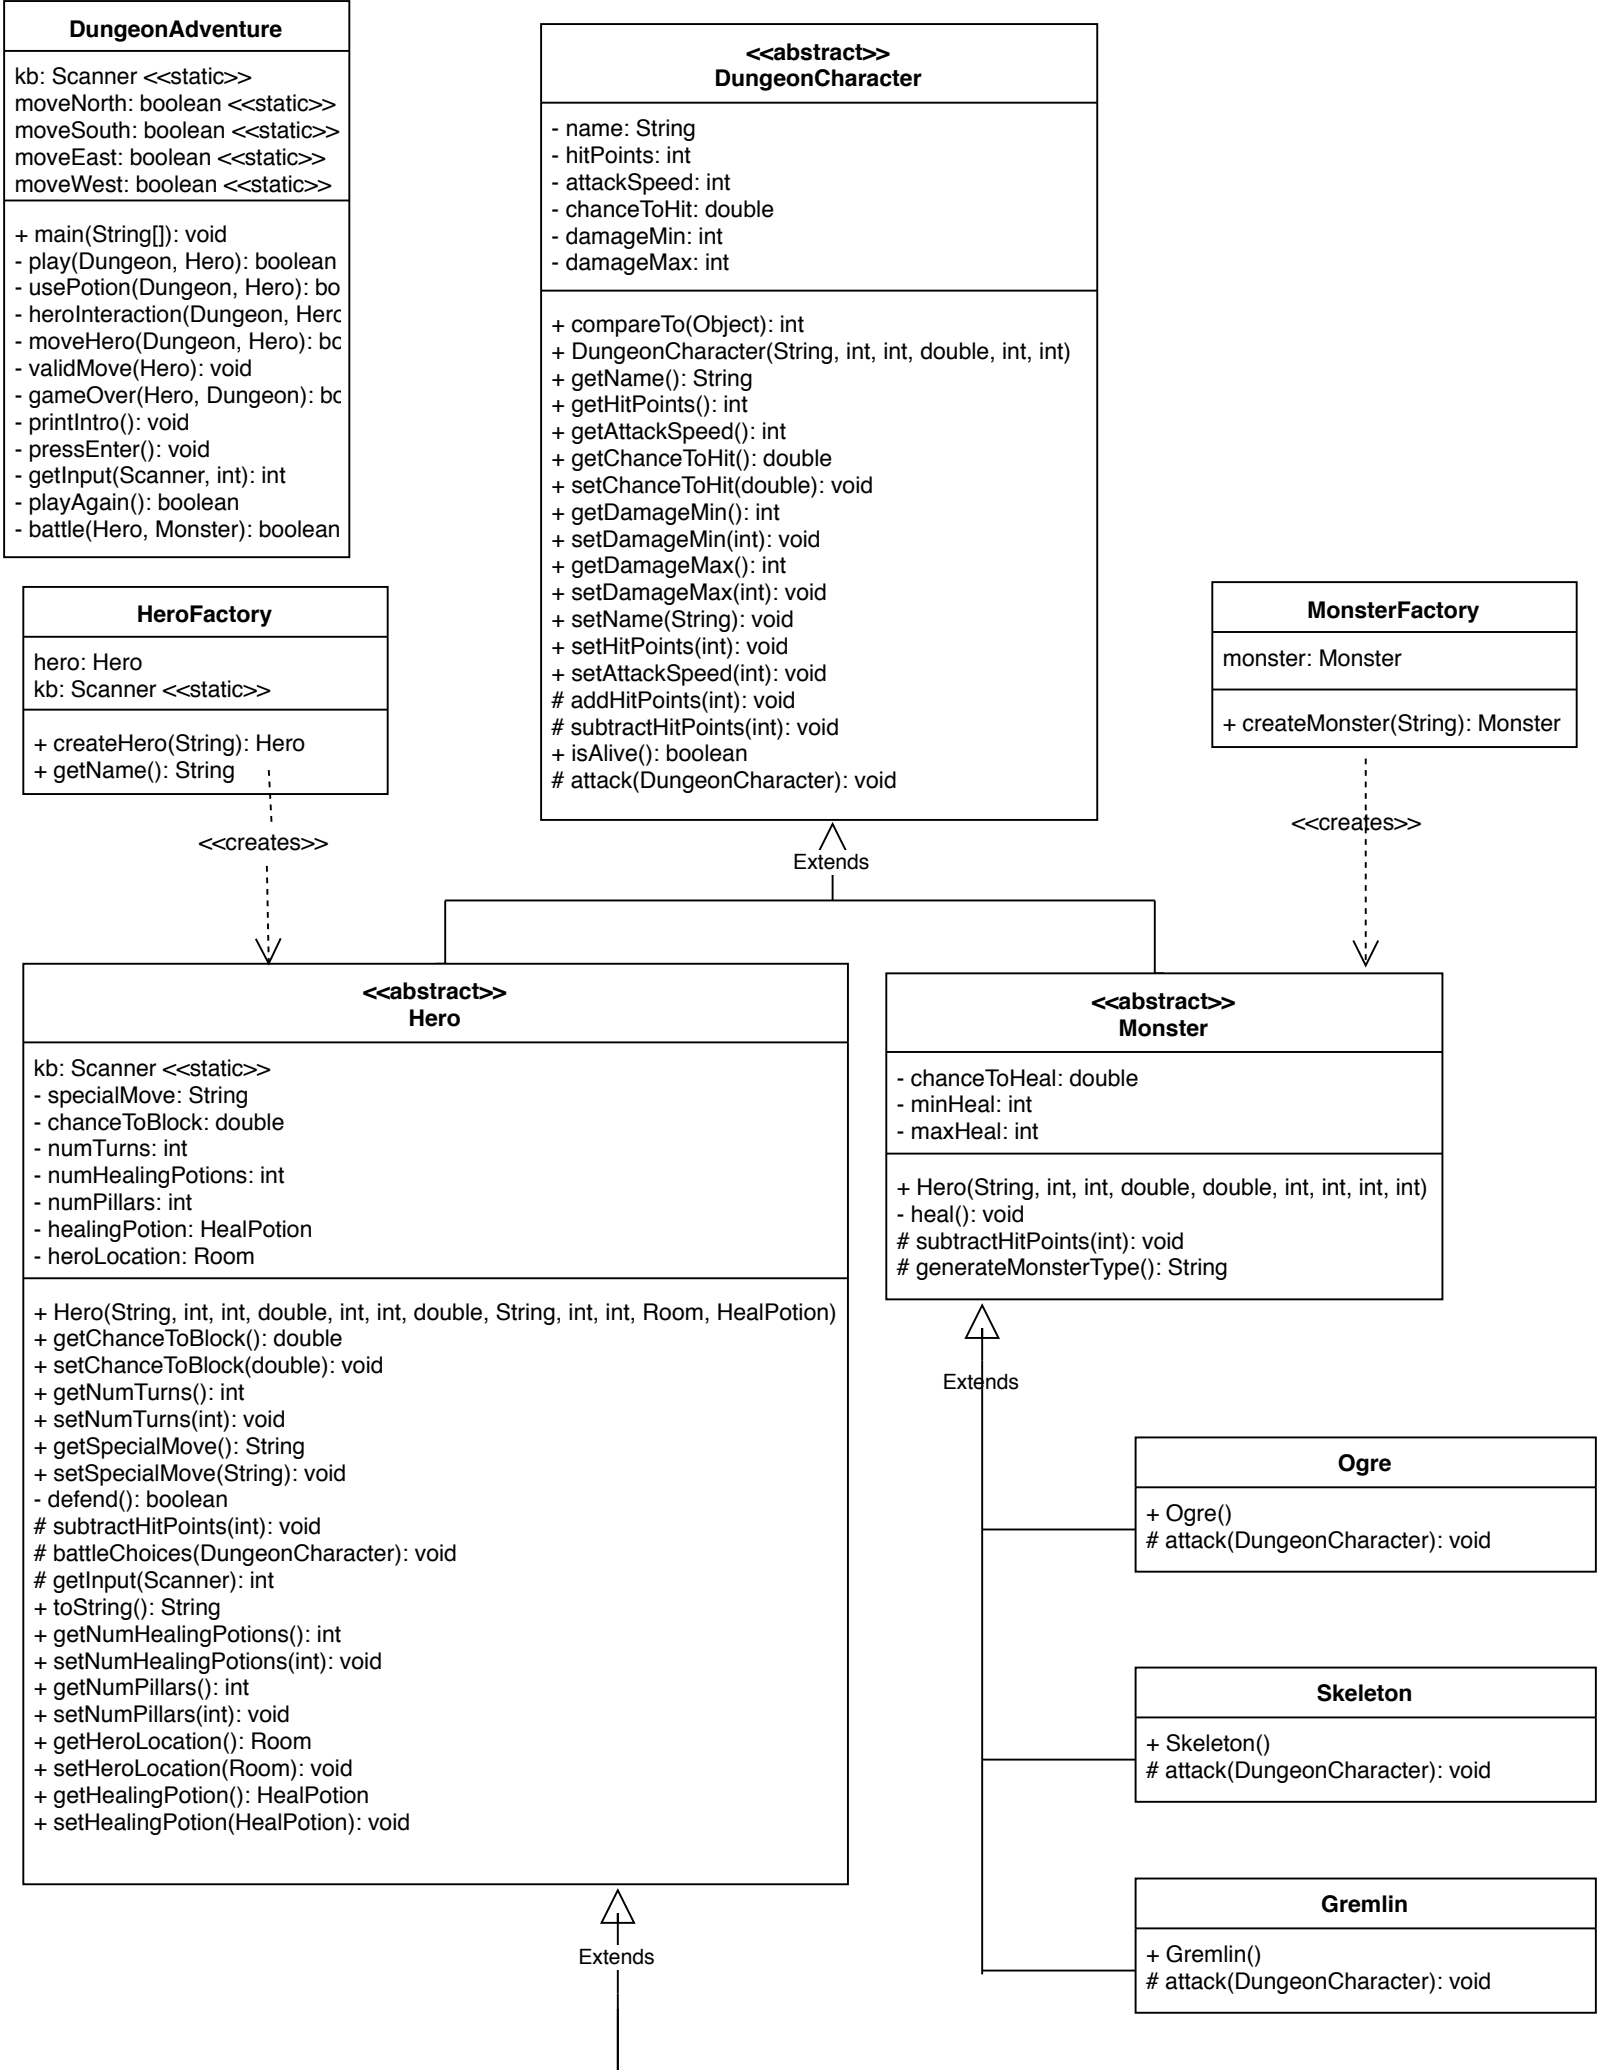 DungeonAdventure
kb: Scanner <<static>>
moveNorth: boolean <<static>>
moveSouth: boolean <<static>>
moveEast: boolean <<static>>
moveWest: boolean <<static>>
+ main(String[]): void
- play(Dungeon, Hero): boolean
- usePotion(Dungeon, Hero): bo
- heroInteraction(Dungeon, Herc
- moveHero(Dungeon, Hero): bc
- validMove(Hero): void
- gameOver(Hero, Dungeon): bc
- printIntro(): void
- pressEnter(): void
- getInput(Scanner, int): int
- playAgain(): boolean
- battle(Hero, Monster): boolean
<<abstract>>
DungeonCharacter
- name: String
- hitPoints: int
- attackSpeed: int
- chanceToHit: double
- damageMin: int
- damageMax: int
+ compareTo(Object): int
+ DungeonCharacter(String, int, int, double, int, int)
+ getName(): String
+ getHitPoints(): int
+ getAttackSpeed(): int
+ getChanceToHit(): double
+ setChanceToHit(double): void
+ getDamageMin(): int
+ setDamageMin(int): void
+ getDamageMax(): int
+ setDamageMax(int): void
+ setName(String): void
+ setHitPoints(int): void
+ setAttackSpeed(int): void
# addHitPoints(int): void
# subtractHitPoints(int): void
+ isAlive(): boolean
# attack(DungeonCharacter): void
HeroFactory
hero: Hero
kb: Scanner <<static>>
+ createHero(String): Hero
+ getName(): String
<<creates>>
MonsterFactory
monster: Monster
+ createMonster(String): Monster
<<creates>>
Extends
<<abstract>>
Hero
kb: Scanner <<static>>
- specialMove: String
- chanceToBlock: double
- numTurns: int
- numHealingPotions: int
- numPillars: int
- healingPotion: HealPotion
- heroLocation: Room
+ Hero(String, int, int, double, int, int, double, String, int, int, Room, HealPotion)
+ getChanceToBlock(): double
+ setChanceToBlock(double): void
+ getNumTurns(): int
+ setNumTurns(int): void
+ getSpecialMove(): String
+ setSpecialMove(String): void
- defend(): boolean
# subtractHitPoints(int): void
# battleChoices(DungeonCharacter): void
# getInput(Scanner): int
+ toString(): String
+ getNumHealingPotions(): int
+ setNumHealingPotions(int): void
+ getNumPillars(): int
+ setNumPillars(int): void
+ getHeroLocation(): Room
+ setHeroLocation(Room): void
+ getHealingPotion(): HealPotion
+ setHealingPotion(HealPotion): void
Extends
<<abstract>>
Monster
- chanceToHeal: double
- minHeal: int
- maxHeal: int
+ Hero(String, int, int, double, double, int, int, int, int)
- heal(): void
# subtractHitPoints(int): void
# generateMonsterType(): String
Extends
Ogre
+ Ogre()
# attack(DungeonCharacter): void
Skeleton
+ Skeleton()
# attack(DungeonCharacter): void
Gremlin
+ Gremlin()
# attack(DungeonCharacter): void